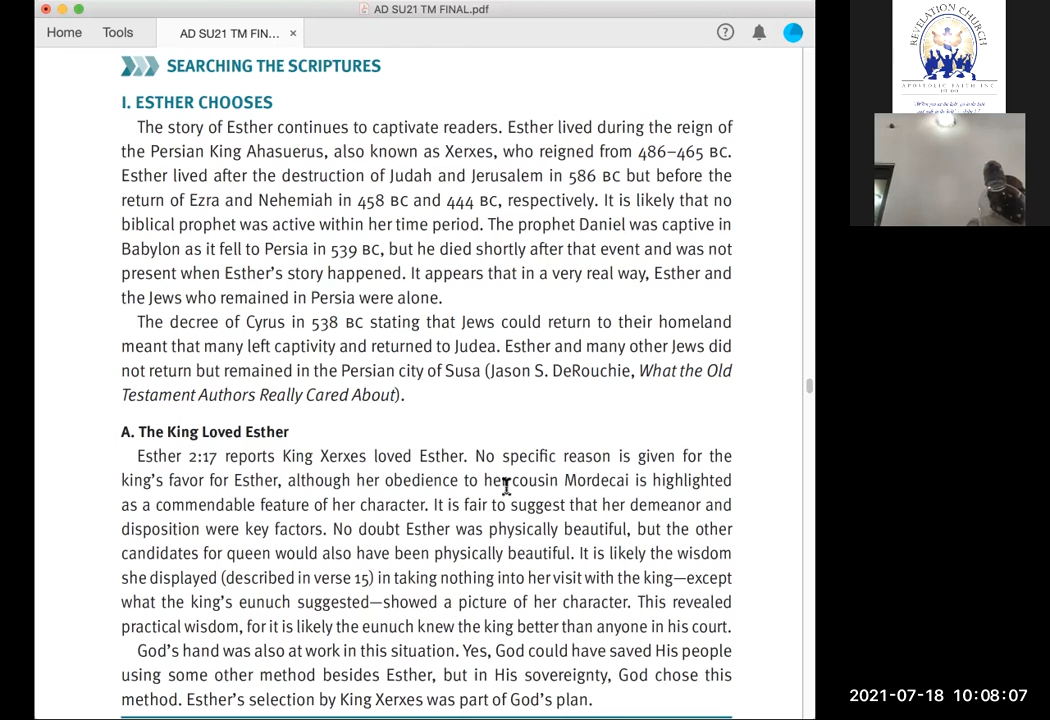 AD SU21 TM FINAL.pdf
Home Tools AD SU21 TM FIN... × ?
SEARCHING THE SCRIPTURES
I. ESTHER CHOOSES
The story of Esther continues to captivate readers. Esther lived during the reign of
the Persian King Ahasuerus, also known as Xerxes, who reigned from 486–465 BC.
Esther lived after the destruction of Judah and Jerusalem in 586 BC but before the
return of Ezra and Nehemiah in 458 BC and 444 BC, respectively. It is likely that no
biblical prophet was active within her time period. The prophet Daniel was captive in
Babylon as it fell to Persia in 539 BC, but he died shortly after that event and was not
present when Esther's story happened. It appears that in a very real way, Esther and
the Jews who remained in Persia were alone.
The decree of Cyrus in 538 BC stating that Jews could return to their homeland
meant that many left captivity and returned to Judea. Esther and many other Jews did
not return but remained in the Persian city of Susa (Jason S. DeRouchie, What the Old
Testament Authors Really Cared About).
A. The King Loved Esther
Esther 2:17 reports King Xerxes loved Esther. No specific reason is given for the
king's favor for Esther, although her obedience to her cousin Mordecai is highlighted
as a commendable feature of her character. It is fair to suggest that her demeanor and
disposition were key factors. No doubt Esther was physically beautiful, but the other
candidates for queen would also have been physically beautiful. It is likely the wisdom
she displayed (described in verse 15) in taking nothing into her visit with the king—except
what the king's eunuch suggested—showed a picture of her character. This revealed
practical wisdom, for it is likely the eunuch knew the king better than anyone in his court.
God's hand was also at work in this situation. Yes, God could have saved His people
using some other method besides Esther, but in His sovereignty, God chose this
method. Esther's selection by King Xerxes was part of God's plan.
REVELATION CHURCH
APOSTOLIC FAITH INC
2021-07-18 10:08:07